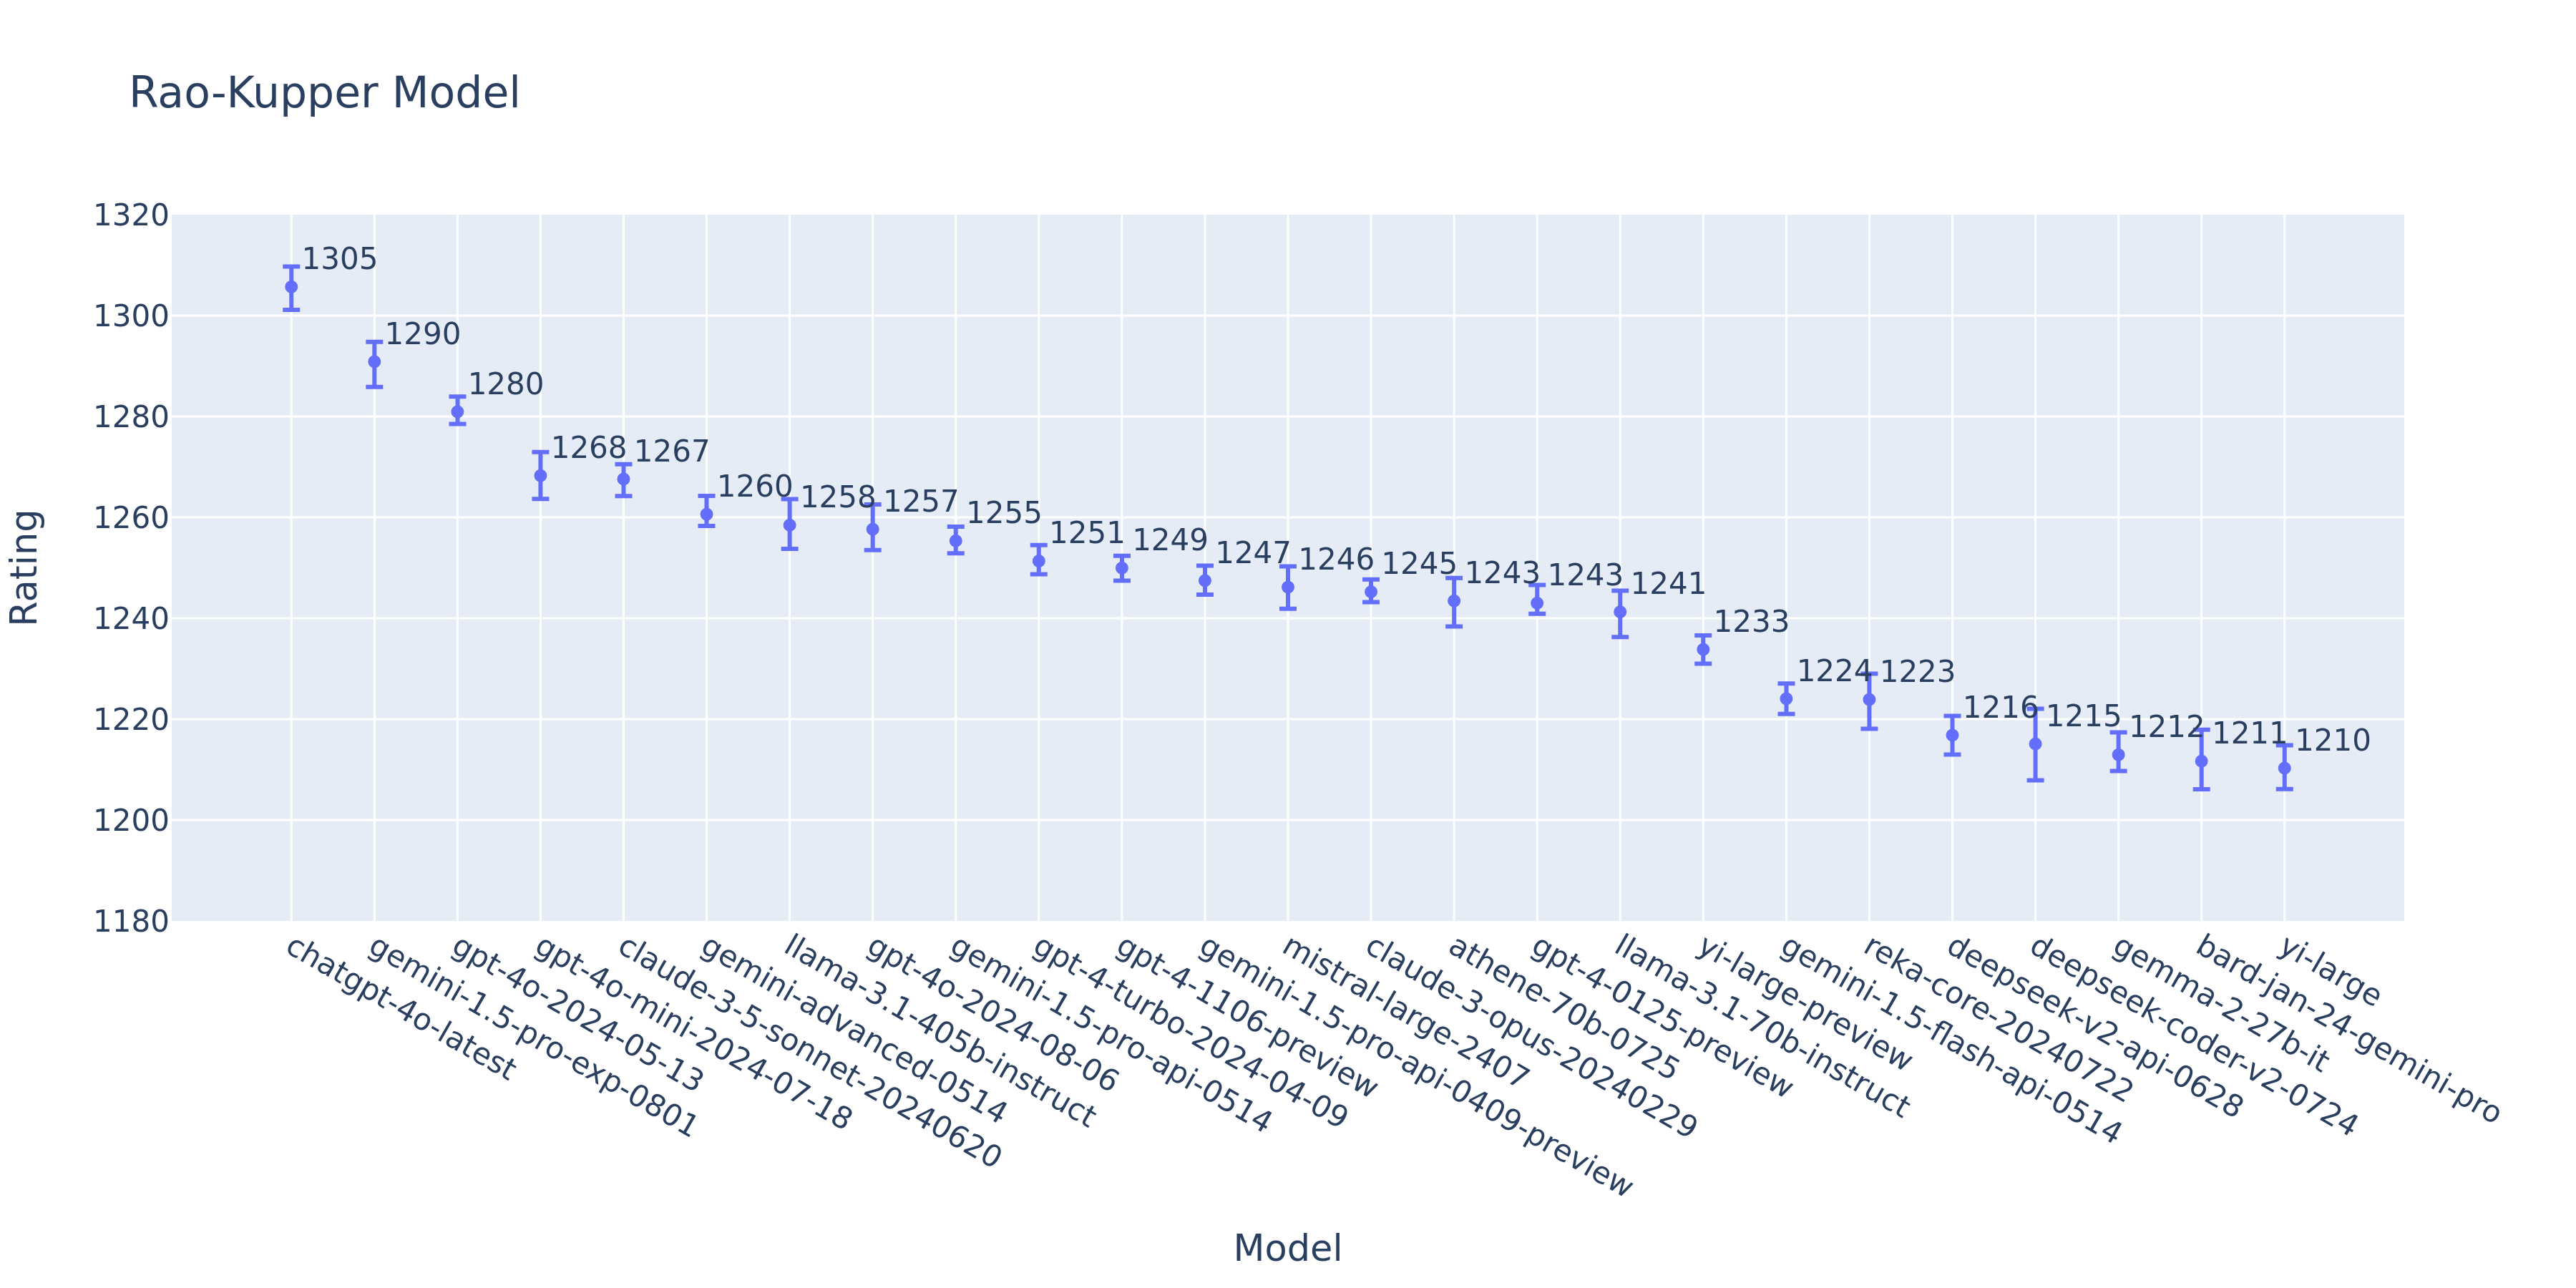 Rao-Kupper Model
Rating
1320
1300
1280
1260
1240
1220
1200
1180
1305
1290
1280
1268
1267
1260
1258
1257
1255
1251
1249
1247
1246
1245
1243
1243
1241
1233
1224
1223
1216
1215
1212
1211
1210
chatgpt-4o-latest
gemini-1.5-pro-exp-0801
gpt-4o-2024-05-13
gpt-4o-mini-2024-07-18
claude-3-5-sonnet-20240620
gemini-advanced-0514
llama-3.1-405b-instruct
gpt-4o-2024-08-06
gemini-1.5-pro-api-0514
gpt-4-turbo-2024-04-09
gpt-4-1106-preview
gemini-1.5-pro-api-0409-preview
mistral-large-2407
claude-3-opus-20240229
athene-70b-0725
gpt-4-0125-preview
llama-3.1-70b-instruct
yi-large-preview
gemini-1.5-flash-api-0514
reka-core-20240722
deepseek-v2-api-0628
deepseek-coder-v2-0724
gemma-2-27b-it
bard-jan-24-gemini-pro
yi-large
Model